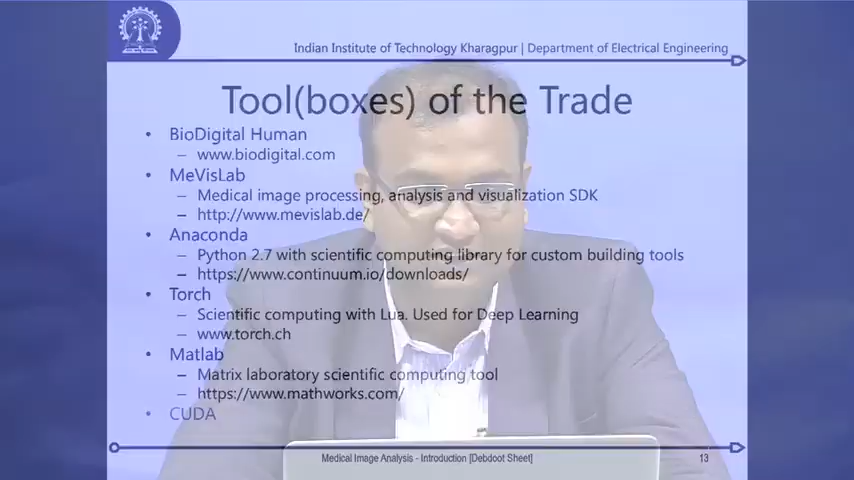 Indian Institute of Technology Kharagpur | Department of Electrical Engineering
Tool(boxes) of the Trade
• BioDigital Human
– www.biodigital.com
• MeVisLab
– Medical image processing, analysis and visualization SDK
– http://www.mevislab.de/
• Anaconda
– Python 2.7 with scientific computing library for custom building tools
– https://www.continuum.io/downloads/
• Torch
– Scientific computing with Lua. Used for Deep Learning
– www.torch.ch
• Matlab
– Matrix laboratory scientific computing tool
– https://www.mathworks.com/
• CUDA
Medical Image Analysis - Introduction [Debdoot Sheet]
13